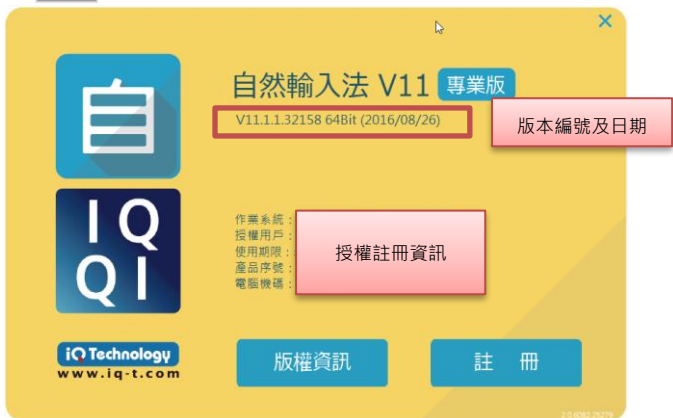 自
自然輸入法 V11 專業版
V11.1.1.32158 64Bit (2016/08/26)
版本編號及日期
IQ
QI
作業系統:
授權用戶:
使用期限:
產品序號:
電腦機碼:
授權註冊資訊
iQ Technology
www.iq-t.com
版權資訊
註 冊